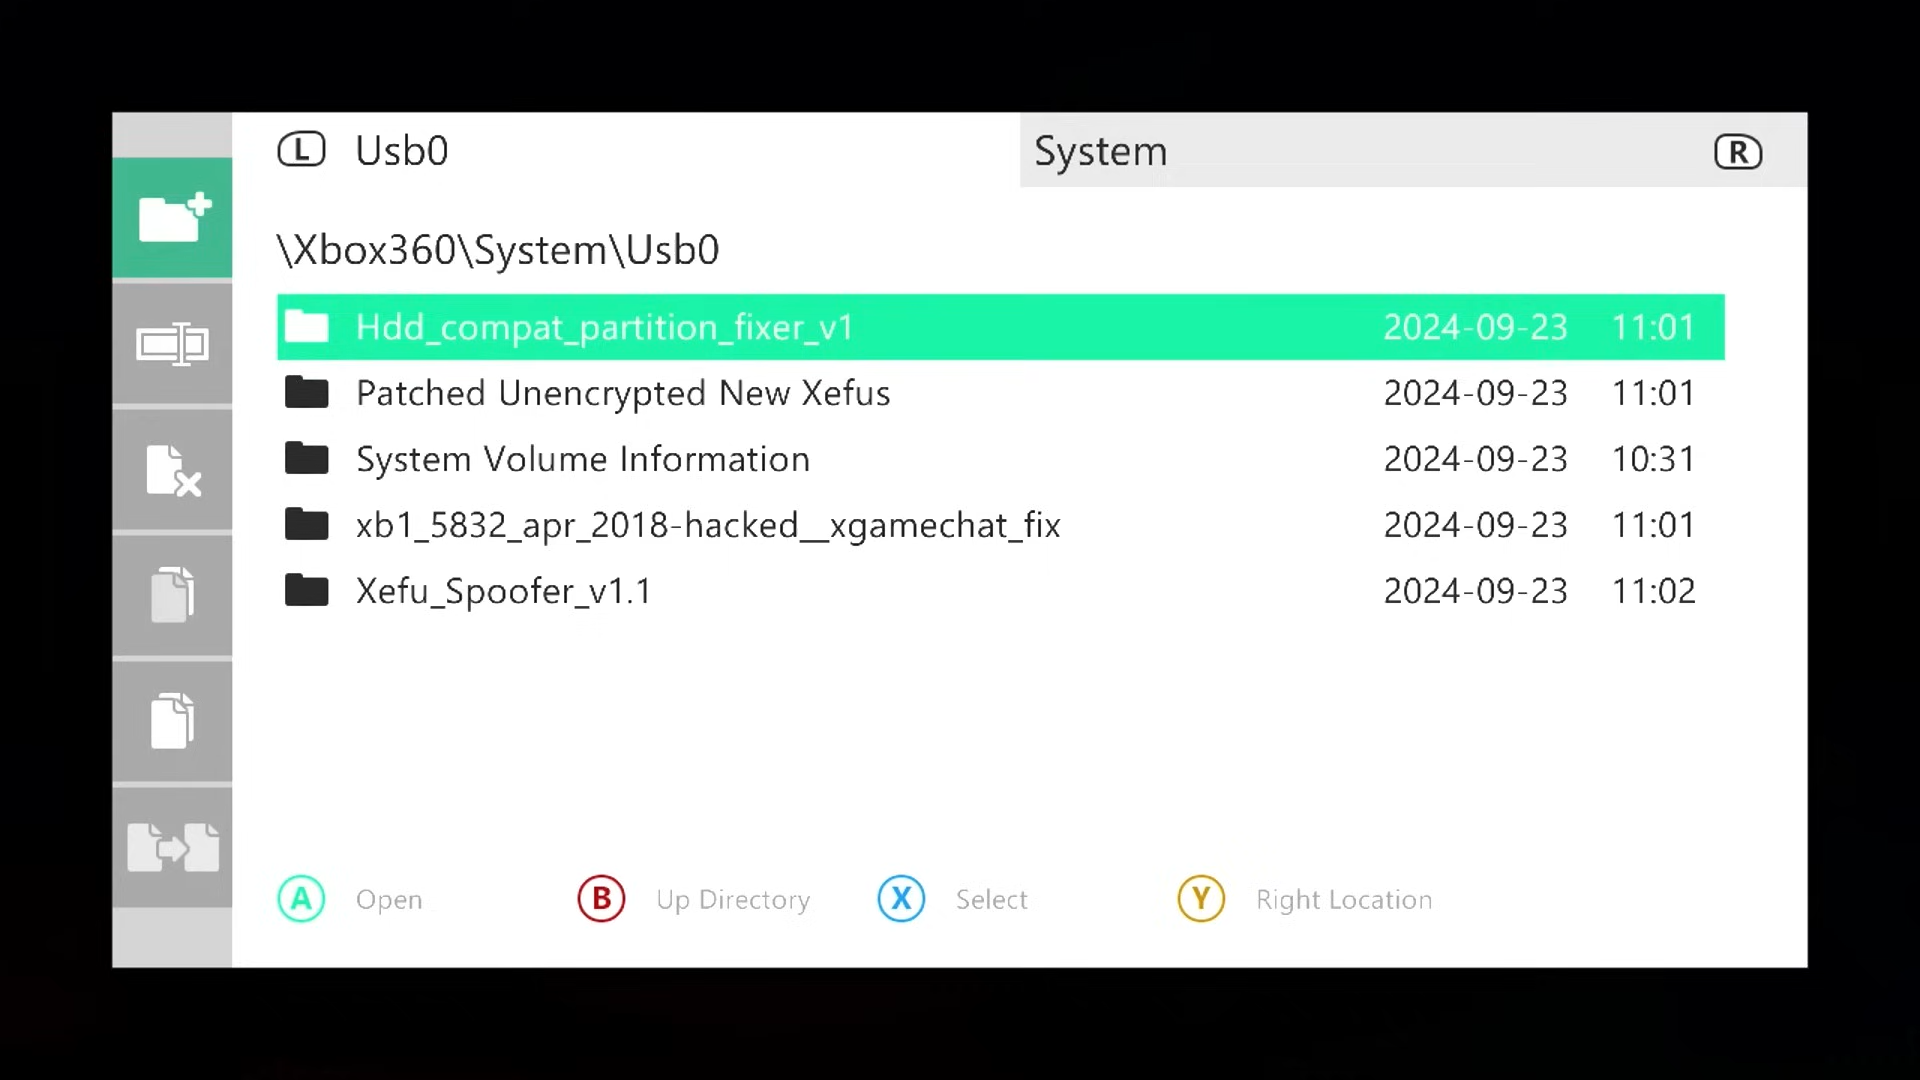 L Usb0
System R
\Xbox360\System\Usb0
Hdd_compat_partition_fixer_v1 2024-09-23 11:01
Patched Unencrypted New Xefus 2024-09-23 11:01
System Volume Information 2024-09-23 10:31
xb1_5832_apr_2018-hacked__xgamechat_fix 2024-09-23 11:01
Xefu_Spoofer_v1.1 2024-09-23 11:02
A Open B Up Directory X Select Y Right Location